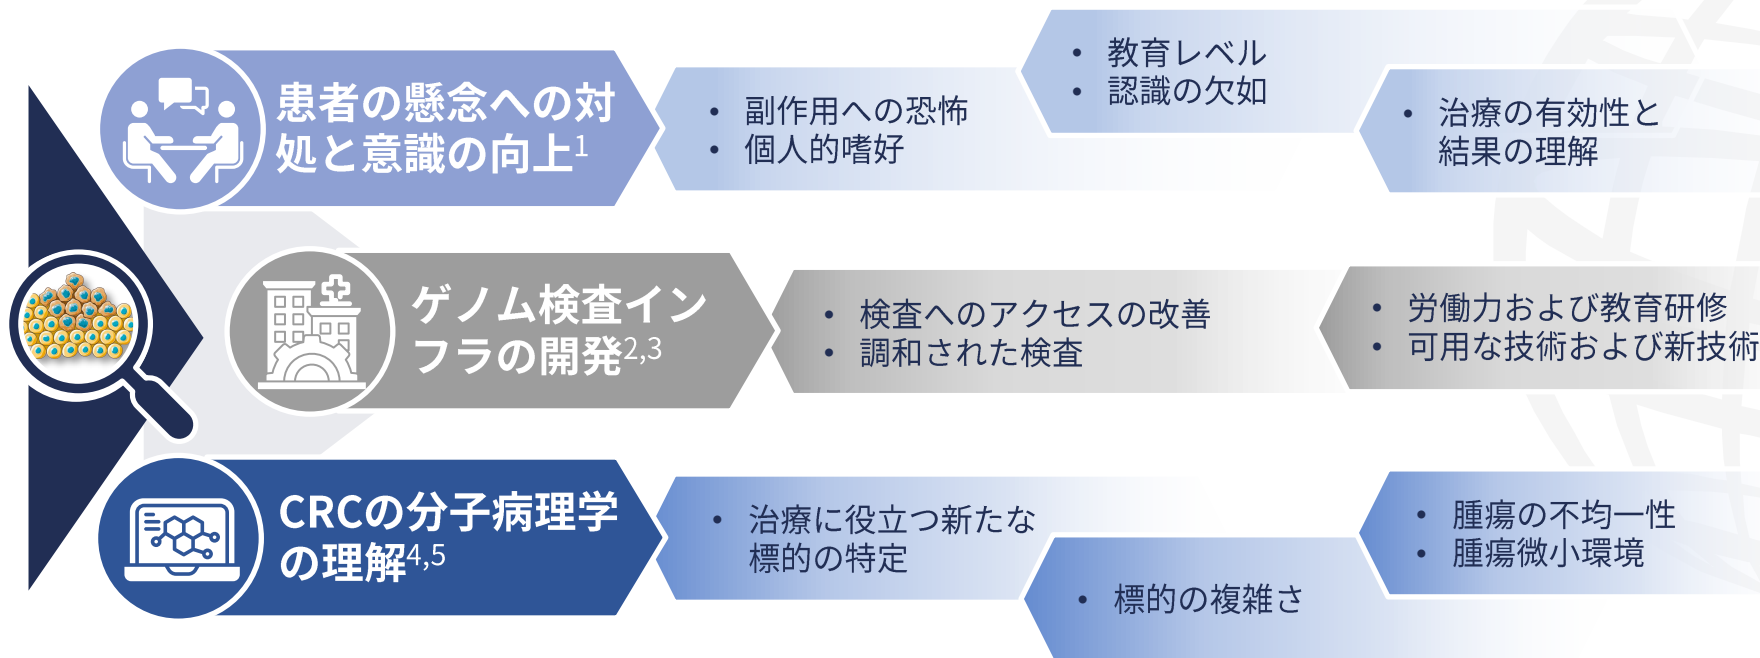 患者の懸念への対
処と意識の向上1
• 副作用への恐怖
• 個人的嗜好
• 教育レベル
• 認識の欠如
• 治療の有効性と
結果の理解
ゲノム検査イン
フラの開発2,3
• 検査へのアクセスの改善
• 調和された検査
• 労働力および教育研修
• 可用な技術および新技術
CRCの分子病理学
の理解4,5
• 治療に役立つ新たな
標的の特定
• 標的の複雑さ
• 腫瘍の不均一性
• 腫瘍微小環境